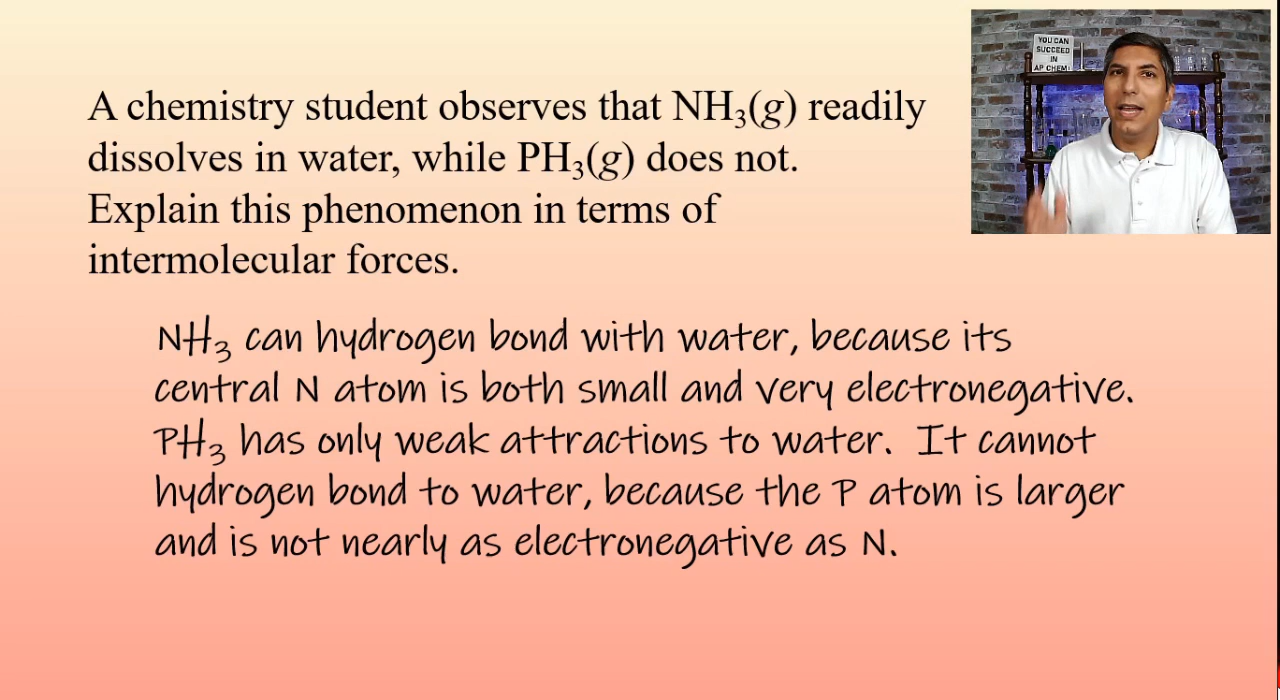 YOU CAN
SUCCEED
IN
AP CHEM!
A chemistry student observes that NH₃(g) readily
dissolves in water, while PH₃(g) does not.
Explain this phenomenon in terms of
intermolecular forces.
NH₃ can hydrogen bond with water, because its
central N atom is both small and very electronegative.
PH₃ has only weak attractions to water. It cannot
hydrogen bond to water, because the P atom is larger
and is not nearly as electronegative as N.